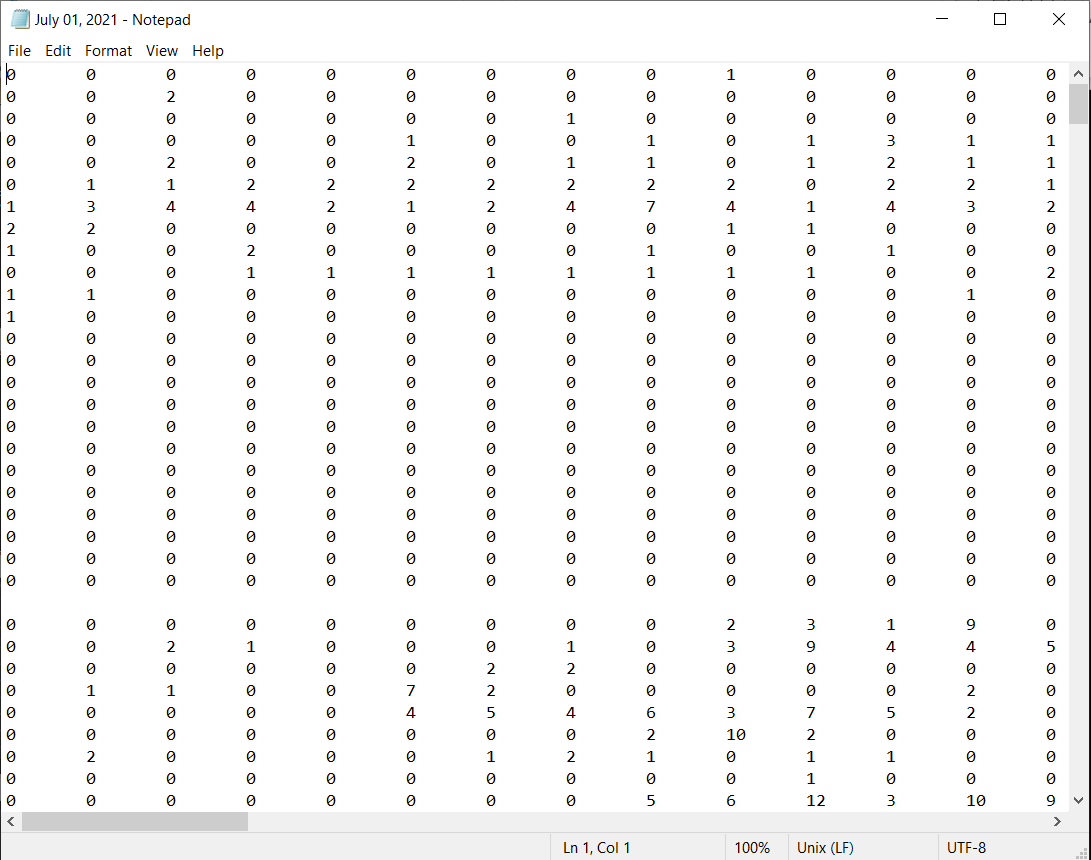 July 01, 2021 - Notepad
File Edit Format View Help
0 0 0 0 0 0 0 0 0 1 0 0 0 0
0 0 2 0 0 0 0 0 0 0 0 0 0 0
0 0 0 0 0 0 0 1 0 0 0 0 0 0
0 0 0 0 0 1 0 0 1 0 1 3 1 1
0 0 2 0 0 2 0 1 1 0 1 2 1 1
0 1 1 2 2 2 2 2 2 2 0 2 2 1
1 3 4 4 2 1 2 4 7 4 1 4 3 2
2 2 0 0 0 0 0 0 0 1 1 0 0 0
1 0 0 2 0 0 0 0 1 0 0 1 0 0
0 0 0 1 1 1 1 1 1 1 1 0 0 2
1 1 0 0 0 0 0 0 0 0 0 0 1 0
1 0 0 0 0 0 0 0 0 0 0 0 0 0
0 0 0 0 0 0 0 0 0 0 0 0 0 0
0 0 0 0 0 0 0 0 0 0 0 0 0 0
0 0 0 0 0 0 0 0 0 0 0 0 0 0
0 0 0 0 0 0 0 0 0 0 0 0 0 0
0 0 0 0 0 0 0 0 0 0 0 0 0 0
0 0 0 0 0 0 0 0 0 0 0 0 0 0
0 0 0 0 0 0 0 0 0 0 0 0 0 0
0 0 0 0 0 0 0 0 0 0 0 0 0 0
0 0 0 0 0 0 0 0 0 0 0 0 0 0
0 0 0 0 0 0 0 0 0 0 0 0 0 0
0 0 0 0 0 0 0 0 0 0 0 0 0 0
0 0 0 0 0 0 0 0 0 0 0 0 0 0
0 0 0 0 0 0 0 0 0 2 3 1 9 0
0 0 2 1 0 0 0 1 0 3 9 4 4 5
0 0 0 0 0 0 2 2 0 0 0 0 0 0
0 1 1 0 0 7 2 0 0 0 0 0 2 0
0 0 0 0 0 4 5 4 6 3 7 5 2 0
0 0 0 0 0 0 0 0 2 10 2 0 0 0
0 2 0 0 0 0 1 2 1 0 1 1 0 0
0 0 0 0 0 0 0 0 0 0 1 0 0 0
0 0 0 0 0 0 0 0 5 6 12 3 10 9
Ln 1, Col 1 100% Unix (LF) UTF-8